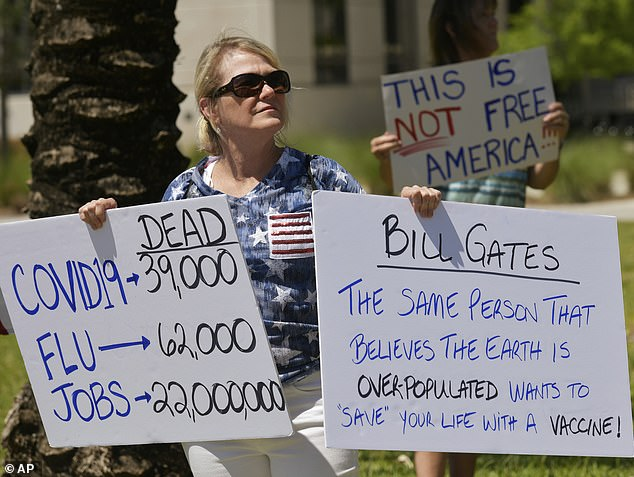 THIS IS
NOT FREE
AMERICA...
DEAD
COVID19→39,000
FLU→62,000
JOBS→22,000,000
BILL GATES
THE SAME PERSON THAT
BELIEVES THE EARTH IS
OVER-POPULATED WANTS TO
"SAVE" YOUR LIFE WITH A VACCINE!
©AP